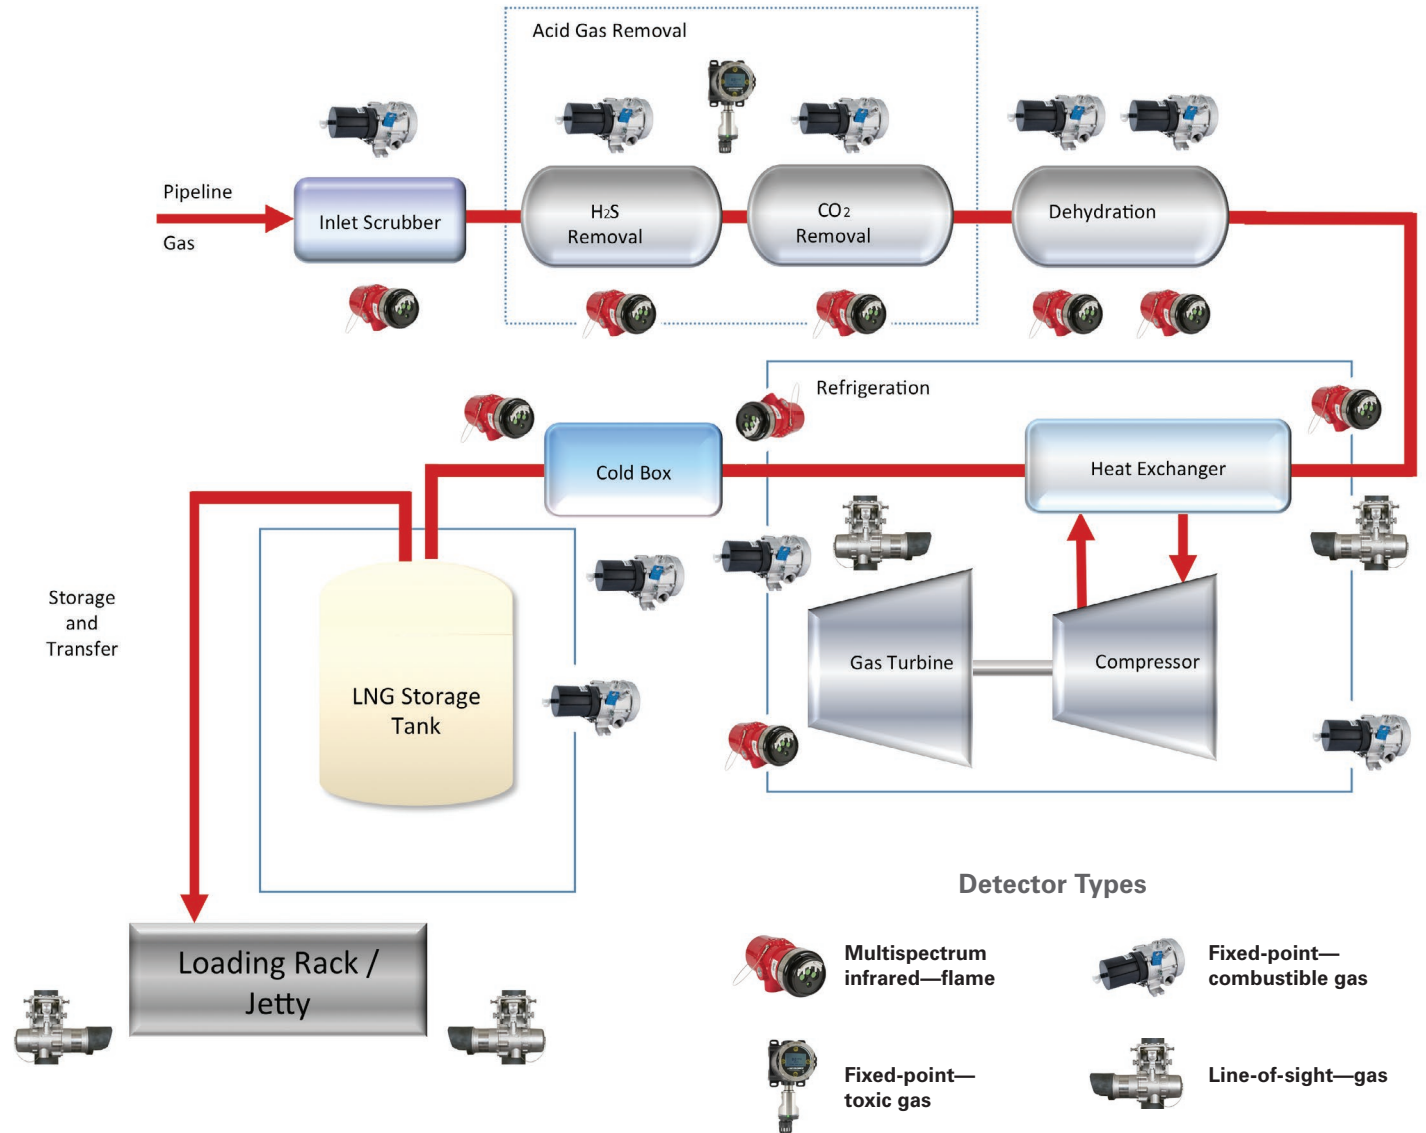 Acid Gas Removal
Pipeline
Gas
Inlet Scrubber
H2S
Removal
CO2
Removal
Dehydration
Refrigeration
Cold Box
Heat Exchanger
Storage
and
Transfer
LNG Storage
Tank
Gas Turbine
Compressor
Loading Rack /
Jetty
Detector Types
Multispectrum
infrared—flame
Fixed-point—
combustible gas
Fixed-point—
toxic gas
Line-of-sight—gas